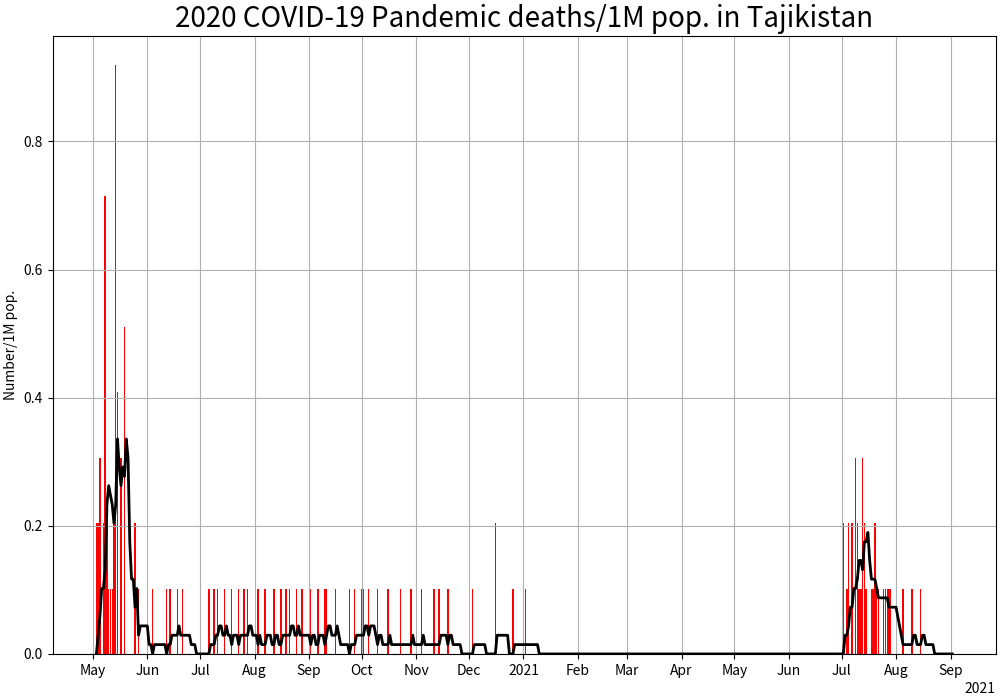 2020 COVID-19 Pandemic deaths/1M pop. in Tajikistan
Number/1M pop.
0.8
0.6
0.4
0.2
0.0
May Jun Jul Aug Sep Oct Nov Dec 2021 Feb Mar Apr May Jun Jul Aug Sep
2021